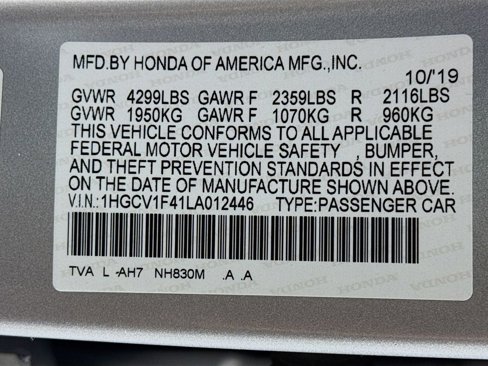 MFD.BY HONDA OF AMERICA MFG.,INC.
10/'19
GVWR 4299LBS GAWR F 2359LBS R 2116LBS
GVWR 1950KG GAWR F 1070KG R 960KG
THIS VEHICLE CONFORMS TO ALL APPLICABLE
FEDERAL MOTOR VEHICLE SAFETY , BUMPER,
AND THEFT PREVENTION STANDARDS IN EFFECT
ON THE DATE OF MANUFACTURE SHOWN ABOVE.
V.I.N.:1HGCV1F41LA012446 TYPE:PASSENGER CAR
TVA L -AH7 NH830M .A .A